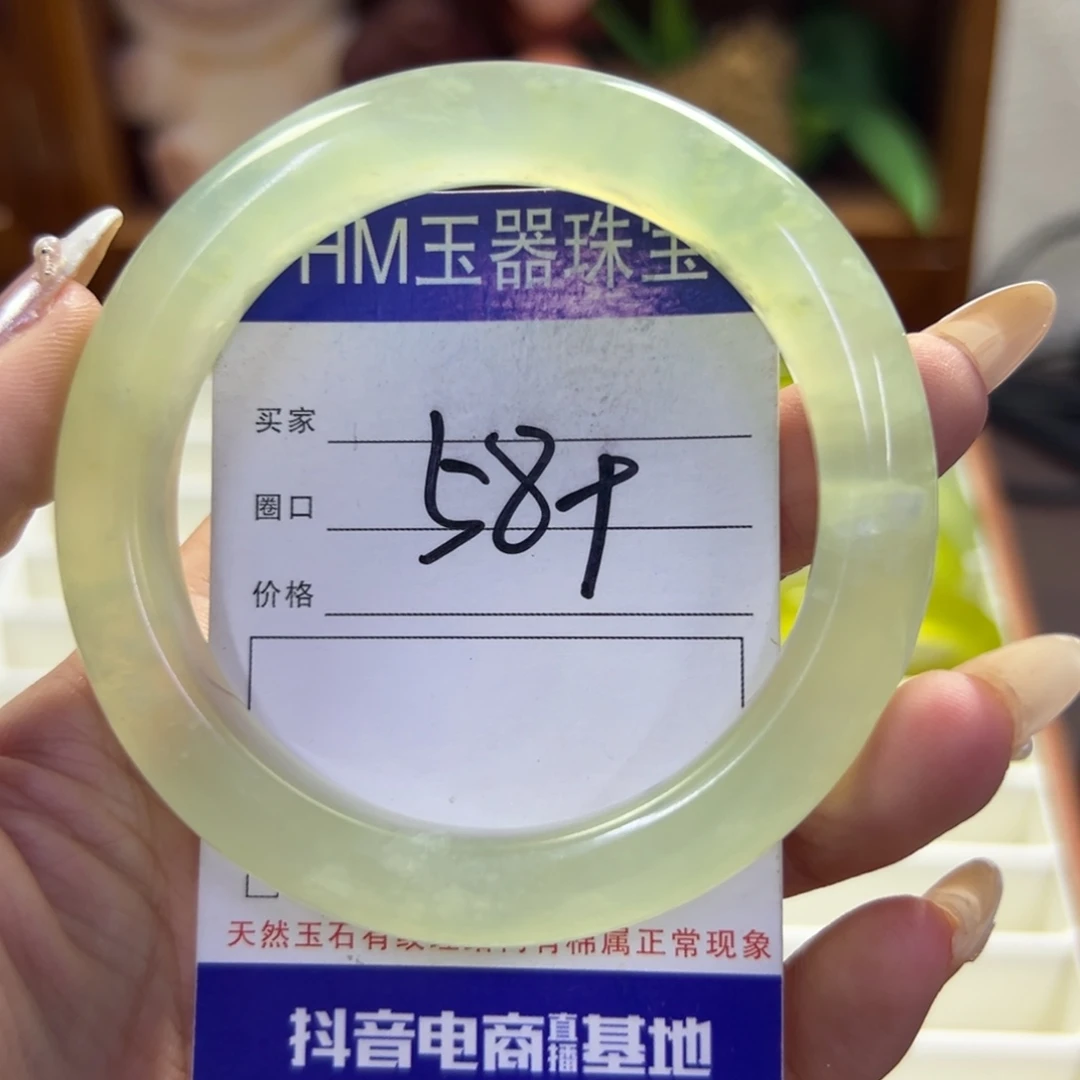 HM玉器珠宝
买家
圈口 58+
价格
天然玉石有纹
棉属正常现象
抖音电商直播基地